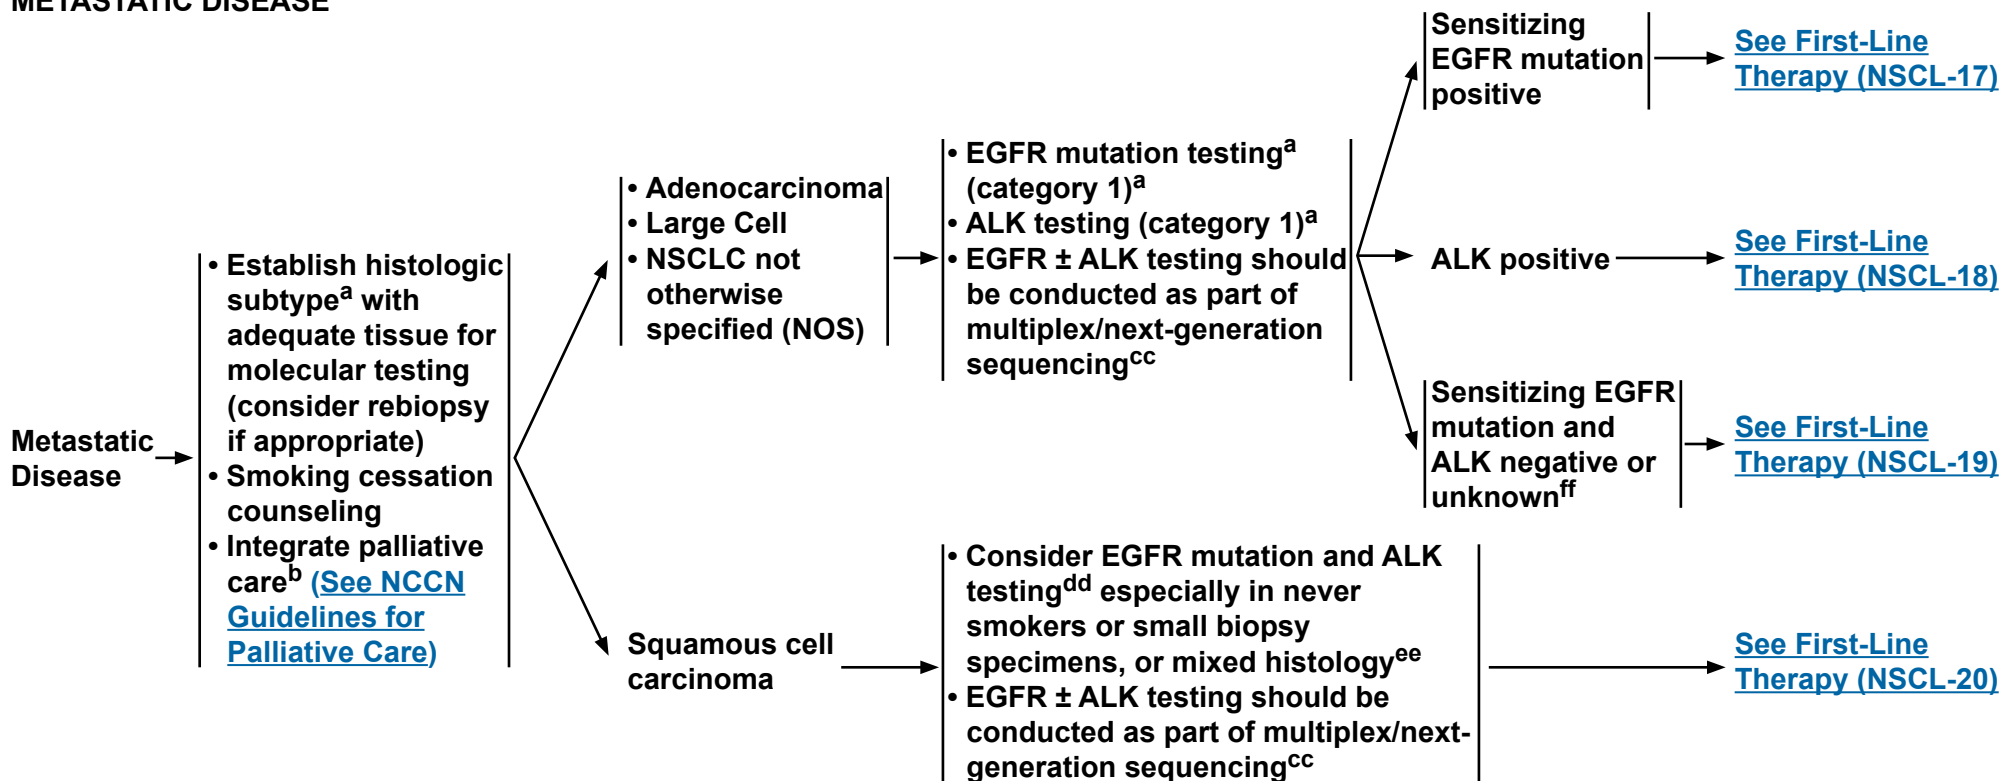 METASTATIC DISEASE
Metastatic
Disease
• Establish histologic
subtypea with
adequate tissue for
molecular testing
(consider rebiopsy
if appropriate)
• Smoking cessation
counseling
• Integrate palliative
careb (See NCCN
Guidelines for
Palliative Care)
• Adenocarcinoma
• Large Cell
• NSCLC not
otherwise
specified (NOS)
• EGFR mutation testinga
(category 1)a
• ALK testing (category 1)a
• EGFR ± ALK testing should
be conducted as part of
multiplex/next-generation
sequencingcc
Sensitizing
EGFR mutation
positive
See First-Line
Therapy (NSCL-17)
ALK positive
See First-Line
Therapy (NSCL-18)
Sensitizing EGFR
mutation and
ALK negative or
unknownff
See First-Line
Therapy (NSCL-19)
Squamous cell
carcinoma
• Consider EGFR mutation and ALK
testingdd especially in never
smokers or small biopsy
specimens, or mixed histologyee
• EGFR ± ALK testing should be
conducted as part of multiplex/next-
generation sequencingcc
See First-Line
Therapy (NSCL-20)